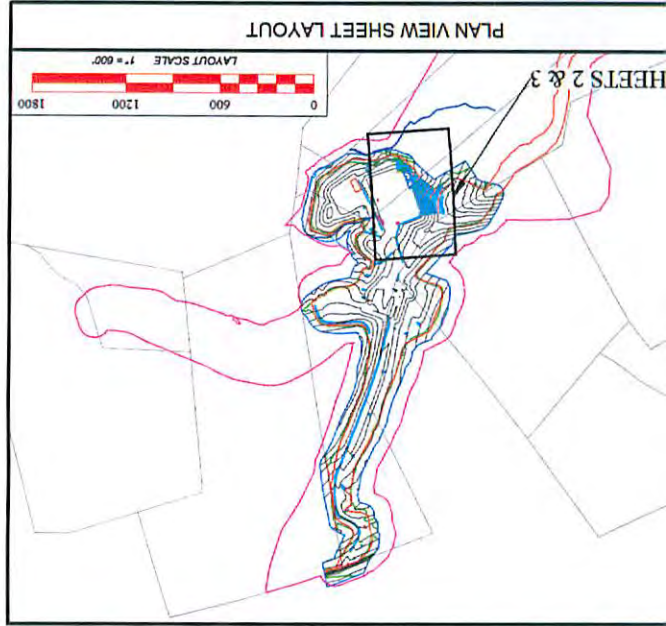 HEETS 2 & 3
0 600 1200 1800
LAYOUT SCALE 1" = 600'
PLAN VIEW SHEET LAYOUT